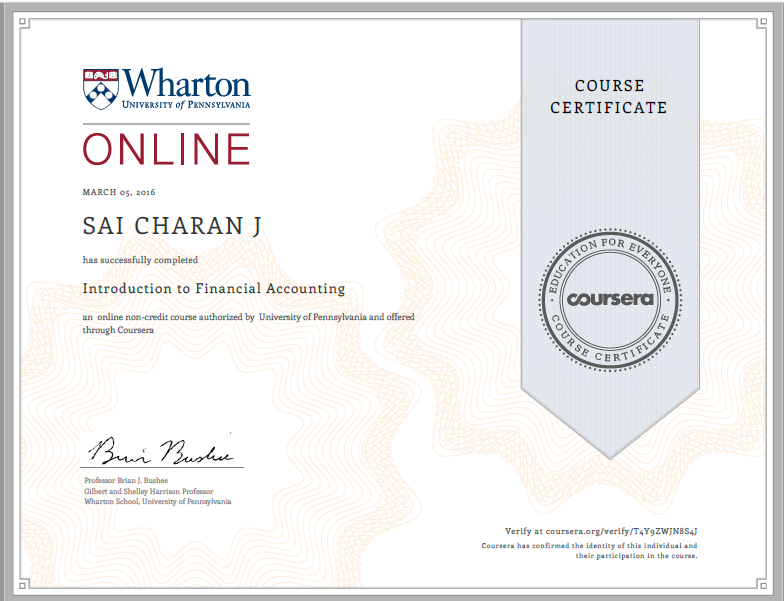 Wharton
UNIVERSITY of PENNSYLVANIA
ONLINE
MARCH 05, 2016
SAI CHARAN J
has successfully completed
Introduction to Financial Accounting
an online non-credit course authorized by University of Pennsylvania and offered
through Coursera
Brian Bushee
Professor Brian J. Bushee
Gilbert and Shelley Harrison Professor
Wharton School, University of Pennsylvania
COURSE
CERTIFICATE
EDUCATION FOR EVERYONE
coursera
COURSE CERTIFICATE
Verify at coursera.org/verify/T4Y9ZWJN8S4J
Coursera has confirmed the identity of this individual and
their participation in the course.